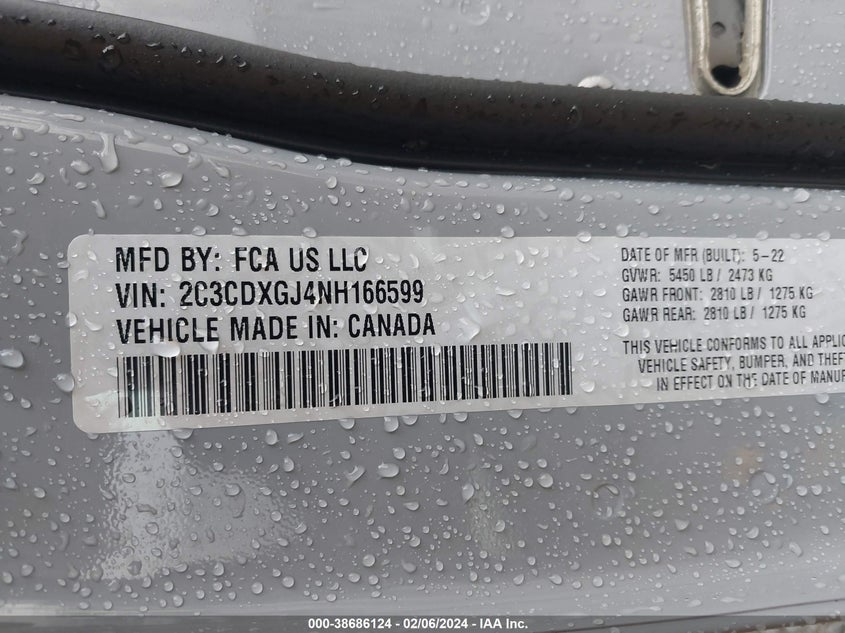 MFD BY: FCA US LLC
VIN: 2C3CDXGJ4NH166599
VEHICLE MADE IN: CANADA
DATE OF MFR (BUILT): 5-22
GVWR: 5450 LB / 2473 KG
GAWR FRONT: 2810 LB / 1275 KG
GAWR REAR: 2810 LB / 1275 KG
THIS VEHICLE CONFORMS TO ALL APPLIC
VEHICLE SAFETY, BUMPER, AND THEFT
IN EFFECT ON THE DATE OF MANUF
000-38686124 - 02/06/2024 - IAA Inc.